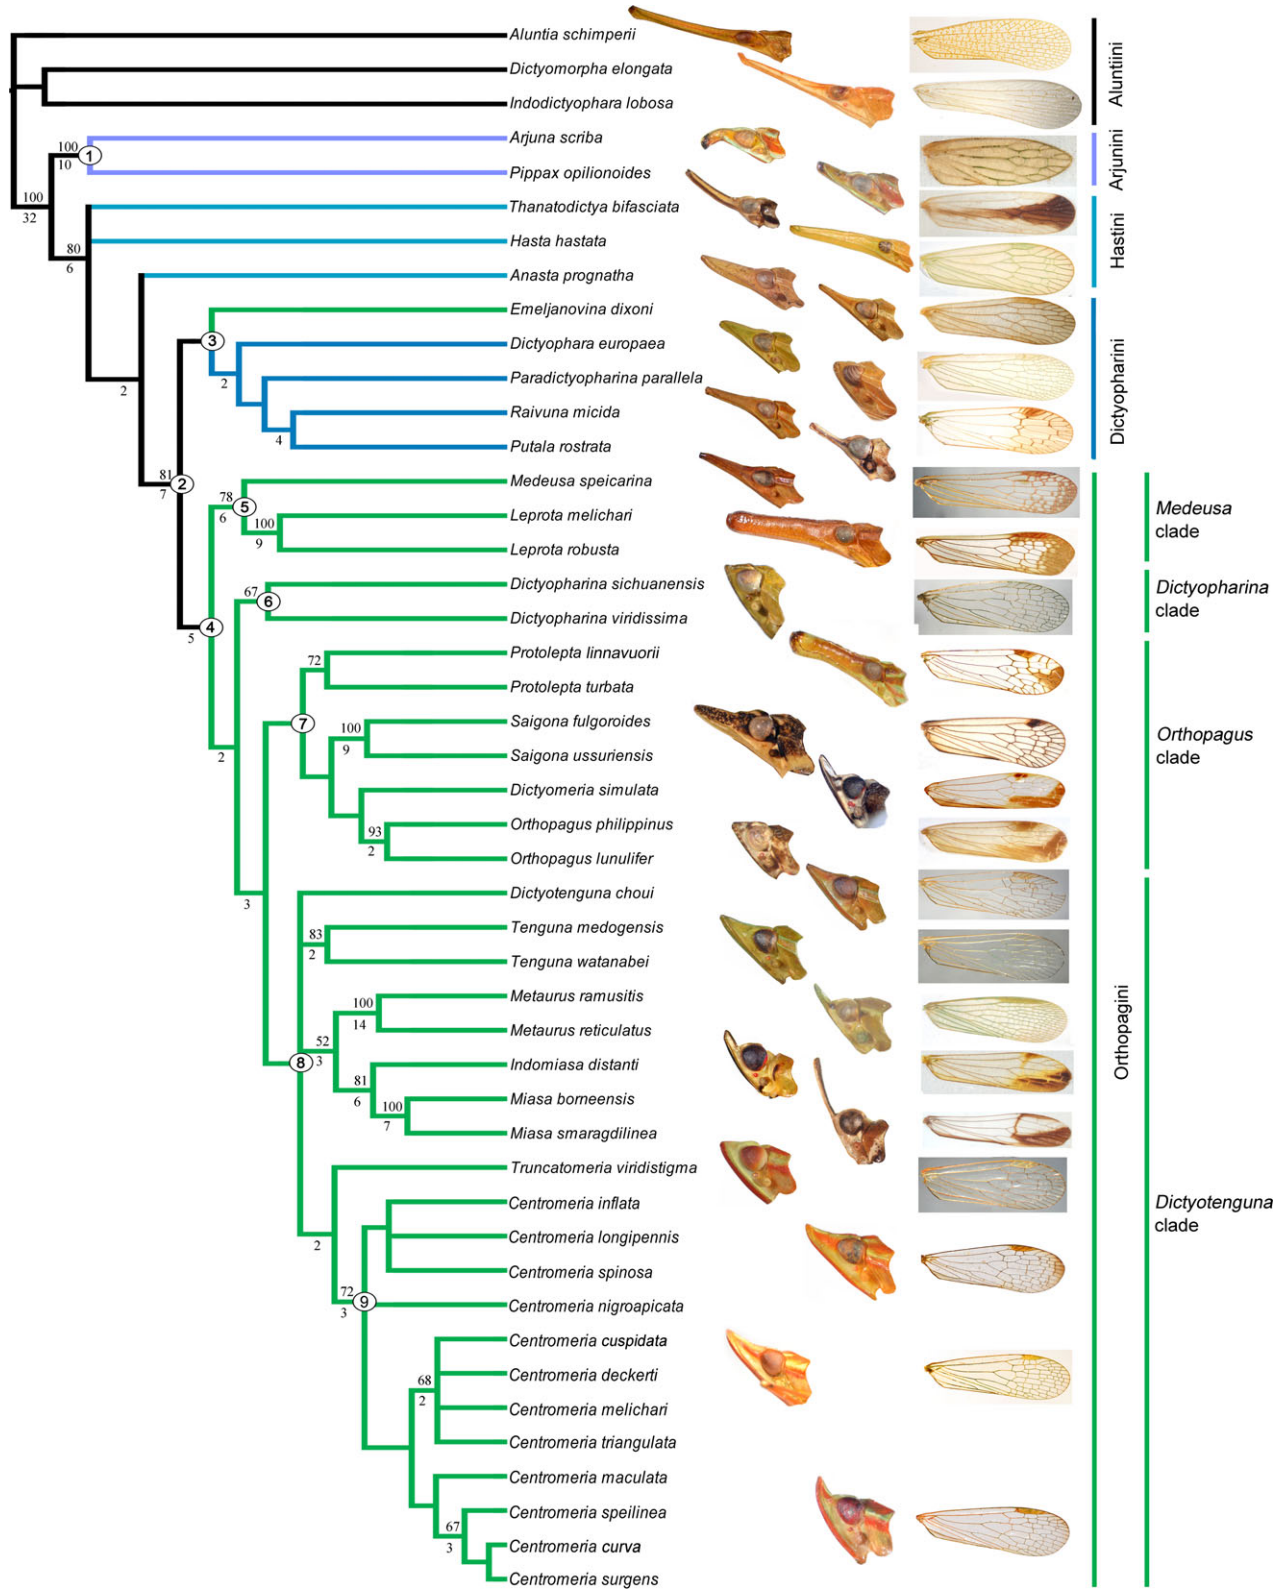 Aluntia schimperii
Dictyomorpha elongata
Indodictyophara lobosa
Aluntiini
100
10
1
Arjuna scriba
Pippax opilionoides
Arjunini
100
32
80
6
Thanatodictya bifasciata
Hasta hastata
Anasta prognatha
Hastini
2
Emeljanovina dixoni
3
2
Dictyophara europaea
Paradictyopharina parallela
Raivuna micida
4
Putala rostrata
Dictyopharini
81
7
2
Medeusa speicarina
78
6
5
Leprota melichari
100
9
Leprota robusta
Medeusa
clade
Dictyopharina sichuanensis
67
6
Dictyopharina viridissima
Dictyopharina
clade
5
4
Protolepta linnavuorii
72
Protolepta turbata
7
Saigona fulgoroides
100
9
Saigona ussuriensis
2
Dictyomeria simulata
Orthopagus philippinus
93
2
Orthopagus lunulifer
Orthopagus
clade
3
Dictyotenguna choui
Tenguna medogensis
83
2
Tenguna watanabei
Metaurus ramusitis
100
14
Metaurus reticulatus
52
3
8
Indomiasa distanti
81
6
Miasa borneensis
100
7
Miasa smaragdilinea
Orthopagini
Truncatomeria viridistigma
Centromeria inflata
Centromeria longipennis
2
Centromeria spinosa
72
3
9
Centromeria nigroapicata
Dictyotenguna
clade
Centromeria cuspidata
Centromeria deckerti
68
2
Centromeria melichari
Centromeria triangulata
Centromeria maculata
Centromeria speilinea
67
3
Centromeria curva
Centromeria surgens